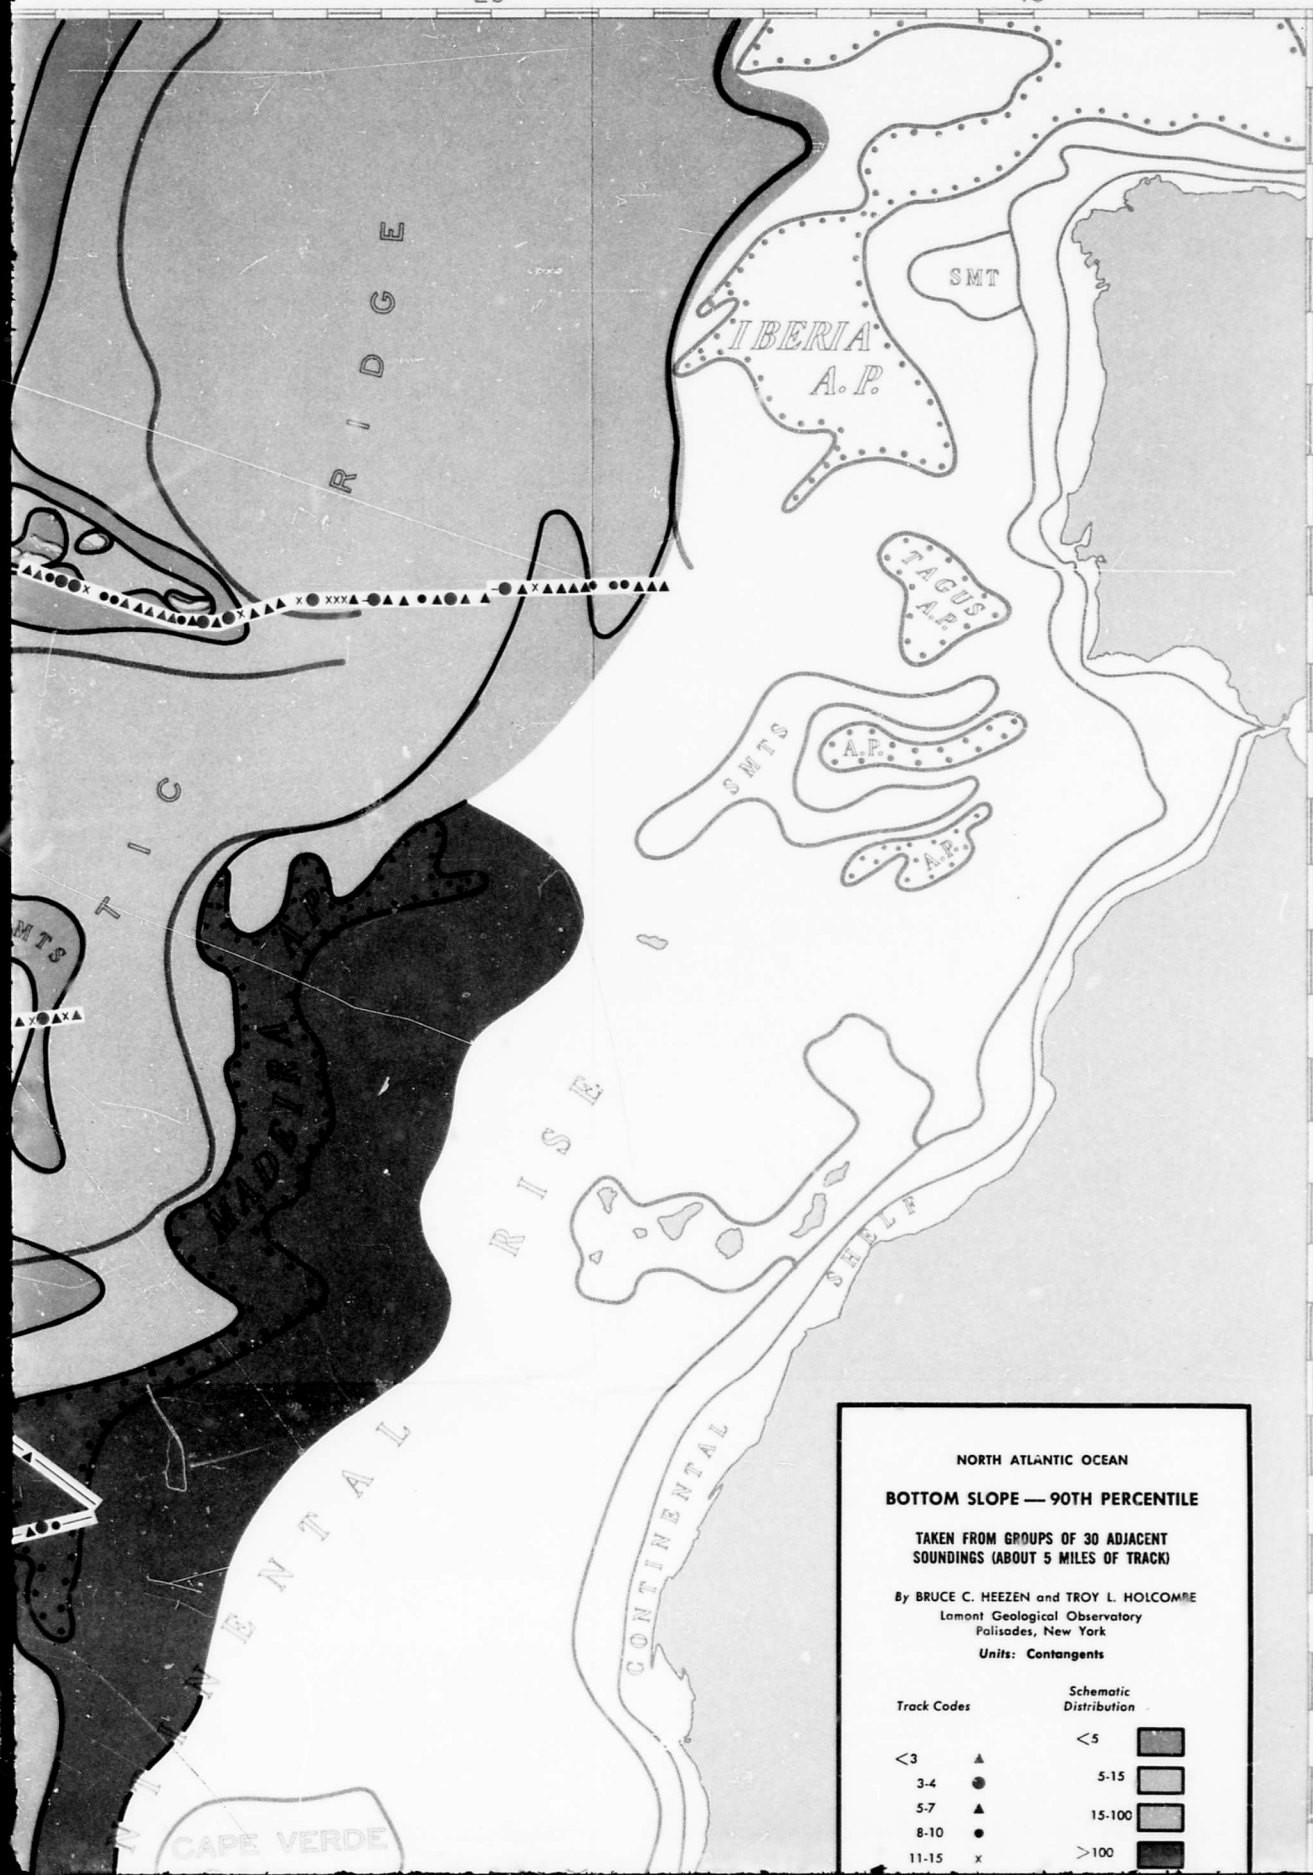 RIDGE
SMT
IBERIA
A.P.
TAGUS
A.P.
SMTS
A.P.
A.P.
TIC
A.P.
MTS
MADEIRA
RISE
SHELF
CONTINENTAL
CONTINENTAL
CAPE VERDE
NORTH ATLANTIC OCEAN
BOTTOM SLOPE — 90TH PERCENTILE
TAKEN FROM GROUPS OF 30 ADJACENT
SOUNDINGS (ABOUT 5 MILES OF TRACK)
By BRUCE C. HEEZEN and TROY L. HOLCOMBE
Lamont Geological Observatory
Palisades, New York
Units: Contangents
Track Codes
Schematic
Distribution
<3
3-4
5-7
8-10
11-15 x
<5
5-15
15-100
>100